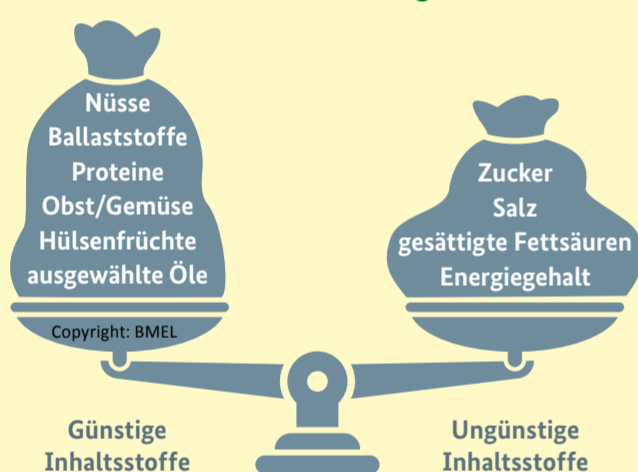 Nüsse
Ballaststoffe
Proteine
Obst/Gemüse
Hülsenfrüchte
ausgewählte Öle
Copyright: BMEL
Günstige
Inhaltsstoffe
Zucker
Salz
gesättigte Fettsäuren
Energiegehalt
Ungünstige
Inhaltsstoffe